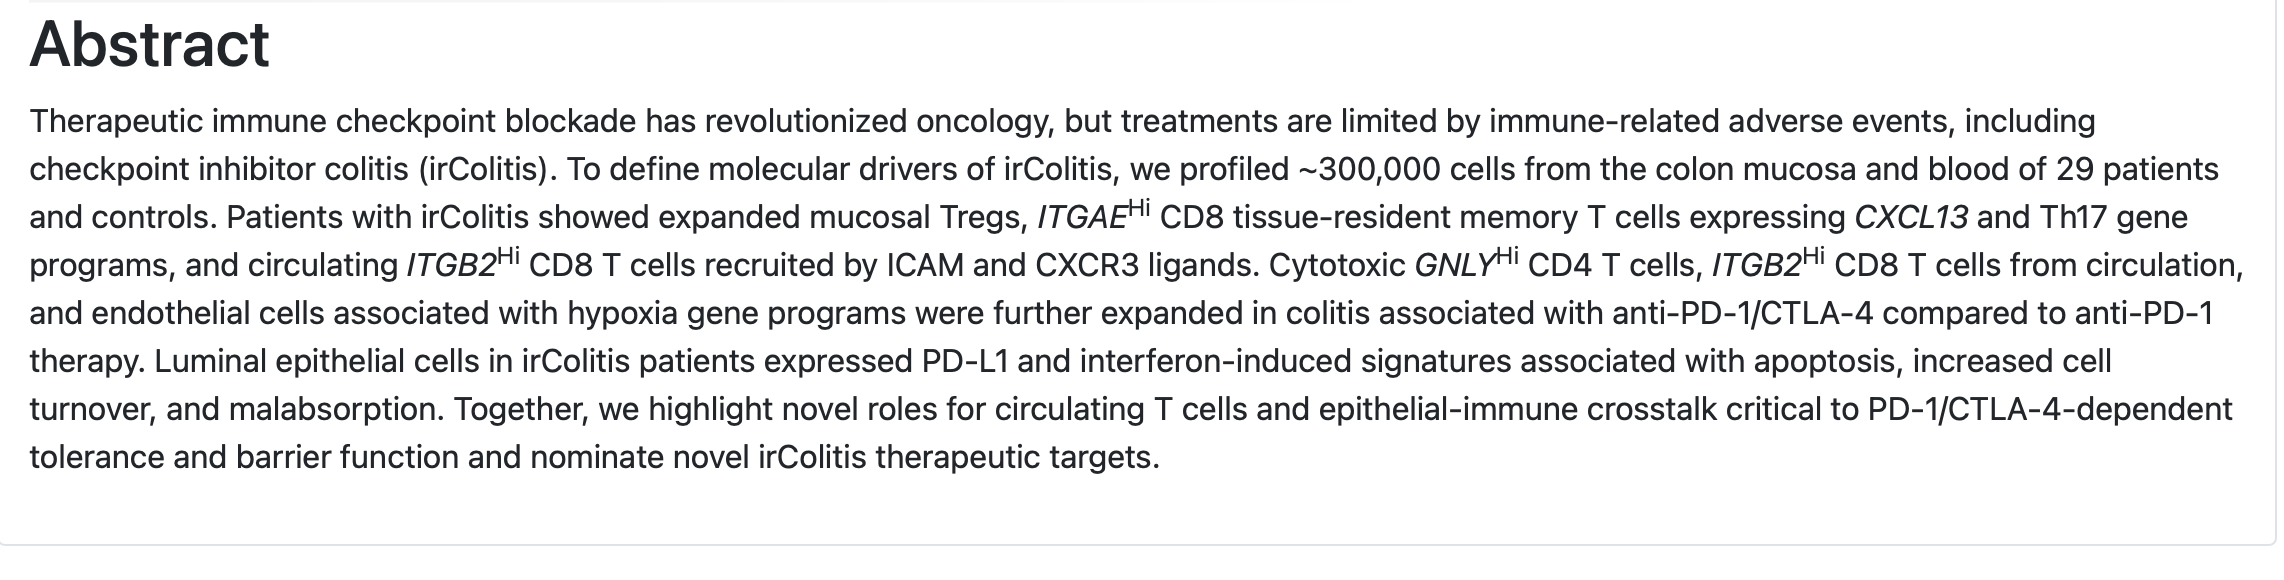 Abstract
Therapeutic immune checkpoint blockade has revolutionized oncology, but treatments are limited by immune-related adverse events, including
checkpoint inhibitor colitis (irColitis). To define molecular drivers of irColitis, we profiled ~300,000 cells from the colon mucosa and blood of 29 patients
and controls. Patients with irColitis showed expanded mucosal Tregs, ITGAEHi CD8 tissue-resident memory T cells expressing CXCL13 and Th17 gene
programs, and circulating ITGB2Hi CD8 T cells recruited by ICAM and CXCR3 ligands. Cytotoxic GNLYHi CD4 T cells, ITGB2Hi CD8 T cells from circulation,
and endothelial cells associated with hypoxia gene programs were further expanded in colitis associated with anti-PD-1/CTLA-4 compared to anti-PD-1
therapy. Luminal epithelial cells in irColitis patients expressed PD-L1 and interferon-induced signatures associated with apoptosis, increased cell
turnover, and malabsorption. Together, we highlight novel roles for circulating T cells and epithelial-immune crosstalk critical to PD-1/CTLA-4-dependent
tolerance and barrier function and nominate novel irColitis therapeutic targets.